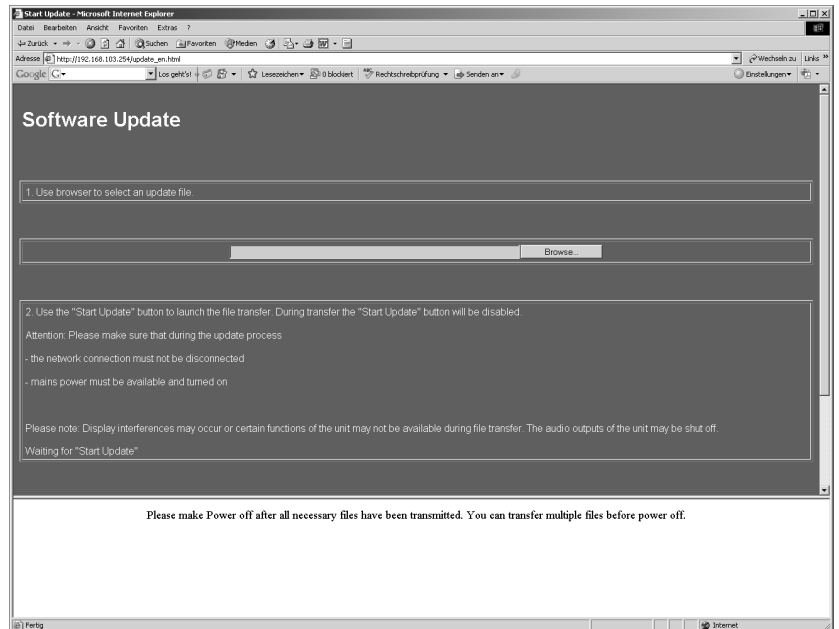 Start Update - Microsoft Internet Explorer
Datei Bearbeiten Ansicht Favoriten Extras ?
Zurück Suchen Favoriten Medien
Adresse http://192.168.103.254/update_en.html Wechseln zu Links »
Google G Los geht's! Lesezeichen 0 blockiert ABC Rechtschreibprüfung Senden an Einstellungen
Software Update
1. Use browser to select an update file.
Browse...
2. Use the "Start Update" button to launch the file transfer. During transfer the "Start Update" button will be disabled.
Attention: Please make sure that during the update process
- the network connection must not be disconnected
- mains power must be available and turned on
Please note: Display interferences may occur or certain functions of the unit may not be available during file transfer. The audio outputs of the unit may be shut off.
Waiting for "Start Update"
Please make Power off after all necessary files have been transmitted. You can transfer multiple files before power off.
Fertig Internet